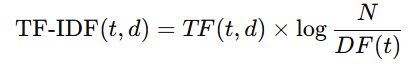 TF-IDF(t, d) = TF(t, d) × log N/DF(t)